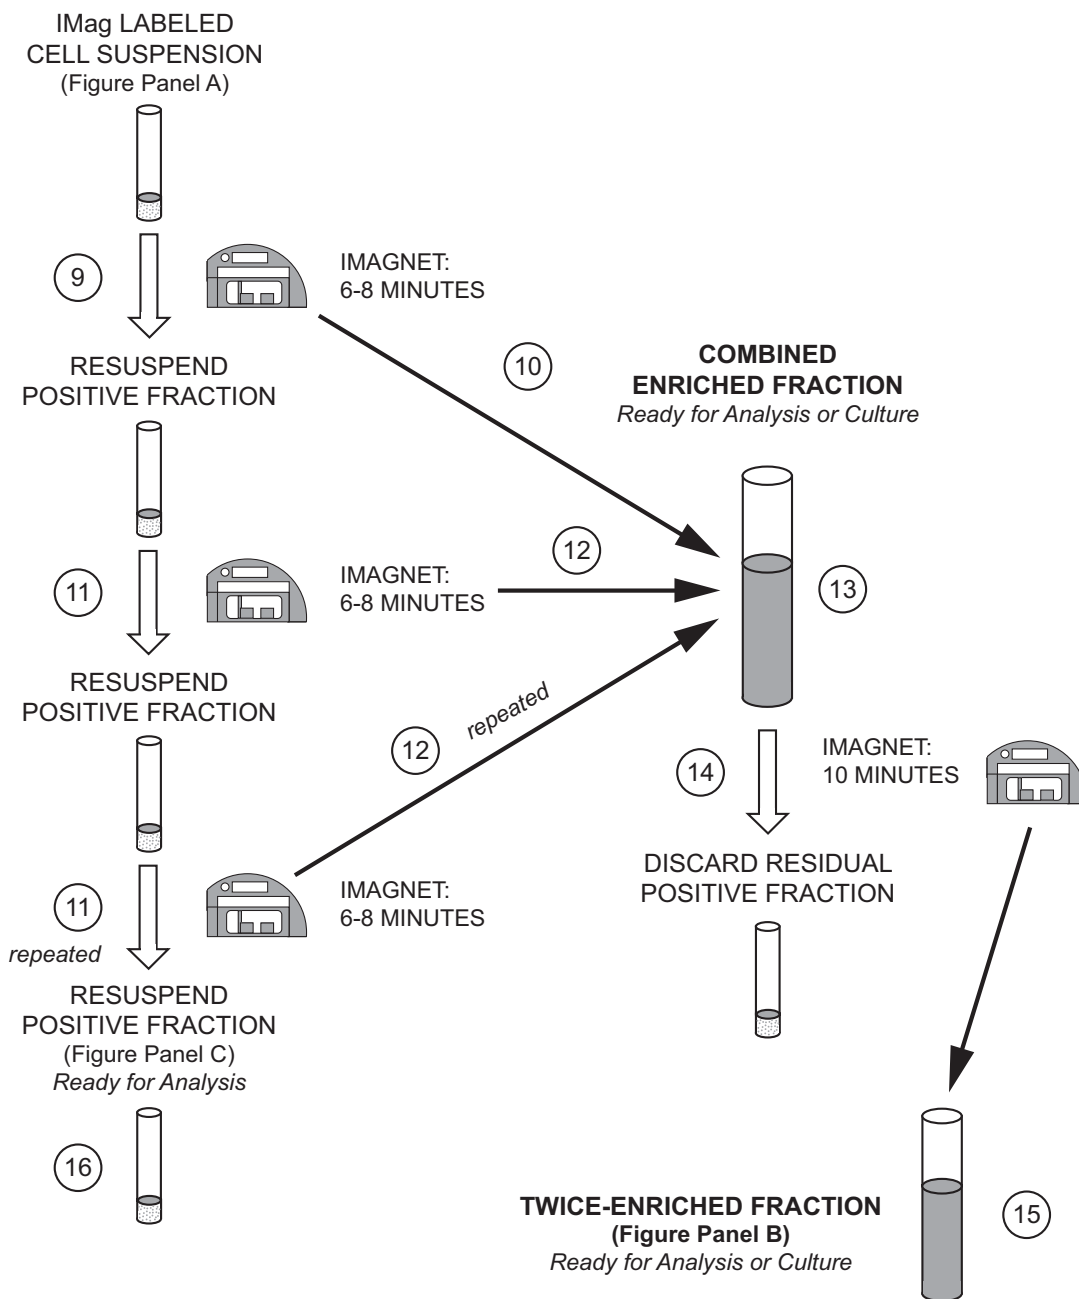 IMag LABELED
CELL SUSPENSION
(Figure Panel A)
9
IMAGNET:
6-8 MINUTES
RESUSPEND
POSITIVE FRACTION
10
COMBINED
ENRICHED FRACTION
Ready for Analysis or Culture
11
IMAGNET:
6-8 MINUTES
12
13
RESUSPEND
POSITIVE FRACTION
12
repeated
14
IMAGNET:
10 MINUTES
11
repeated
IMAGNET:
6-8 MINUTES
DISCARD RESIDUAL
POSITIVE FRACTION
RESUSPEND
POSITIVE FRACTION
(Figure Panel C)
Ready for Analysis
16
TWICE-ENRICHED FRACTION
(Figure Panel B)
Ready for Analysis or Culture
15